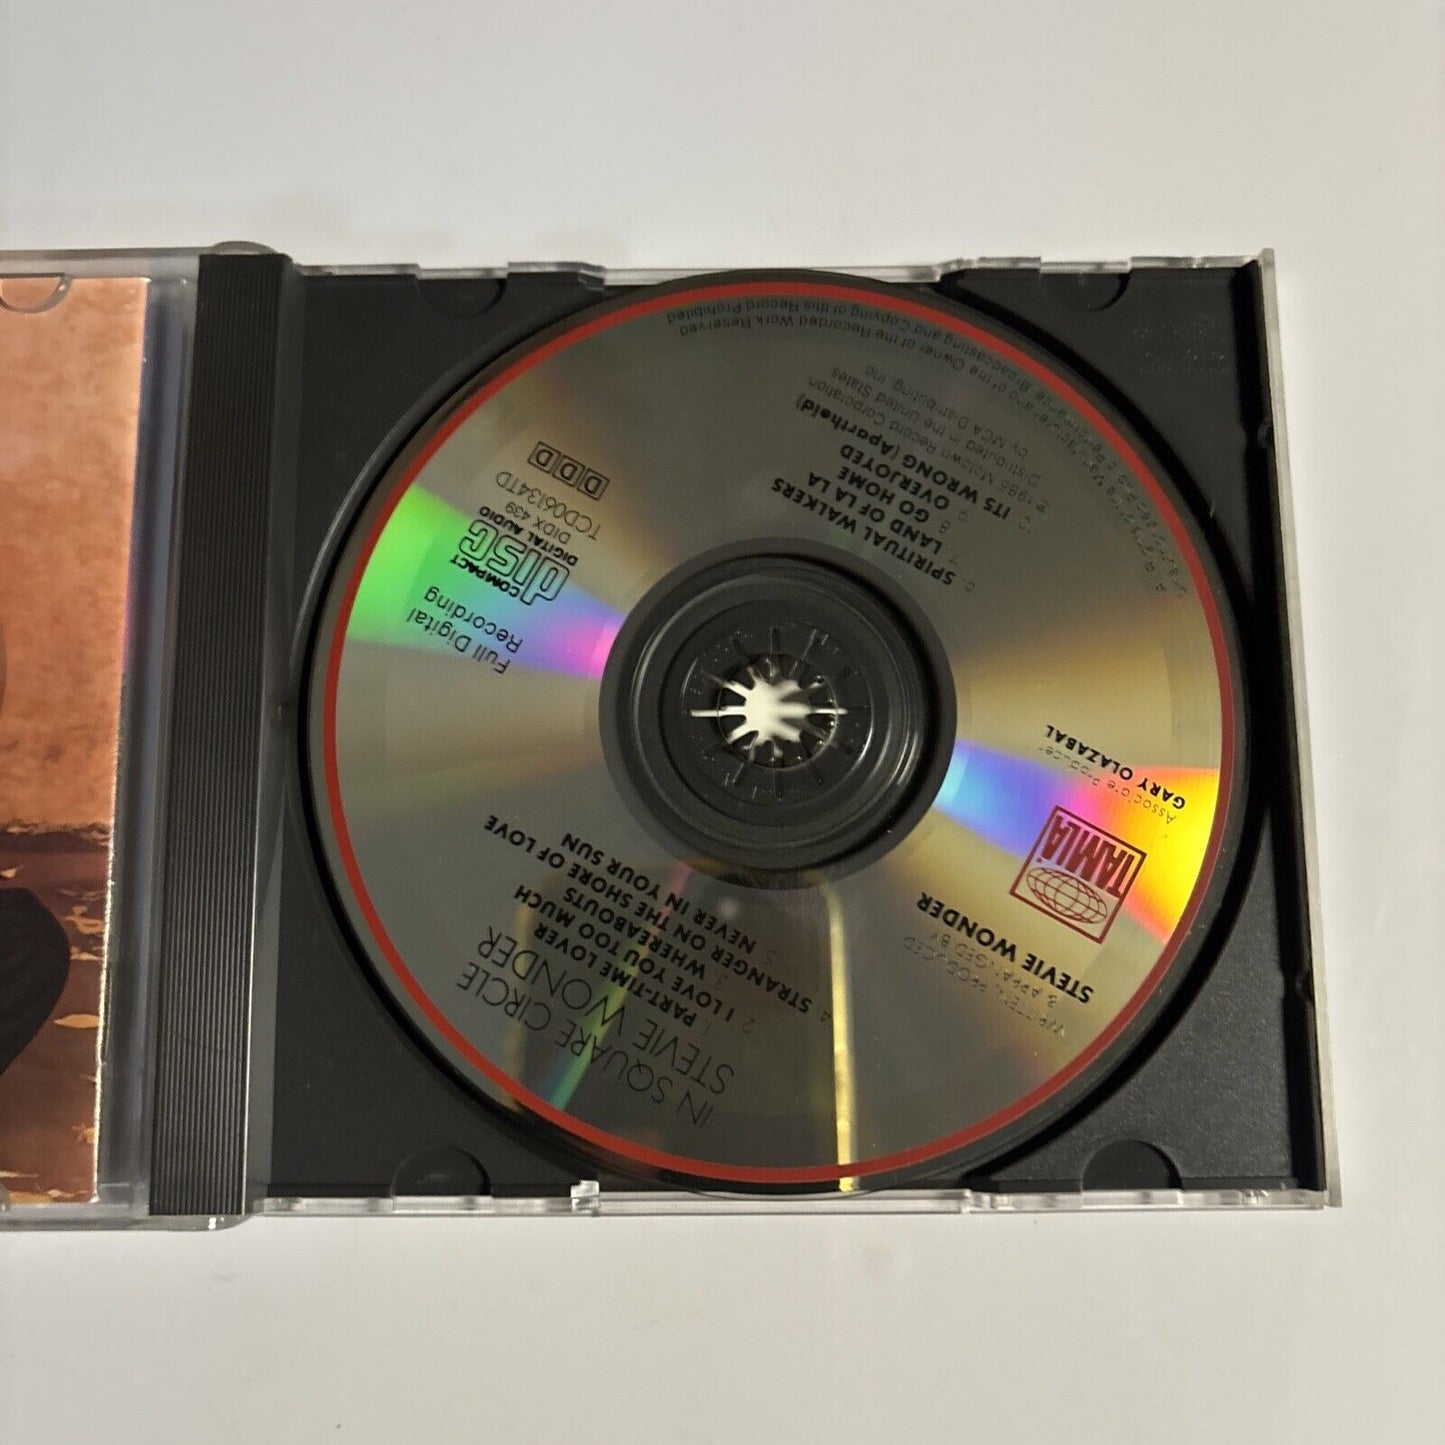 IN SQUARE CIRCLE
STEVIE WONDER
1. PART-TIME LOVER
2. I LOVE YOU TOO MUCH
3. WHEREABOUTS
4. STRANGER ON THE SHORE OF LOVE
5. NEVER IN YOUR SUN
WRITTEN, PRODUCED
& ARRANGED BY
STEVIE WONDER
TAMLA
Associate Producer
GARY OLAZABAL
Full Digital
Recording
COMPACT
disc
DIGITAL AUDIO
DIDX 439
TCD06134TD
DDD
6. SPIRITUAL WALKERS
7. LAND OF LA LA
8. GO HOME
9. OVERJOYED
ITS WRONG (Apartheid)
℗1985 Motown Record Corporation.
Distributed in the United States
by MCA Distributing, Inc
of the Owner of the Recorded Work Reserved
Broadcasting and Copying of this Record Prohibited